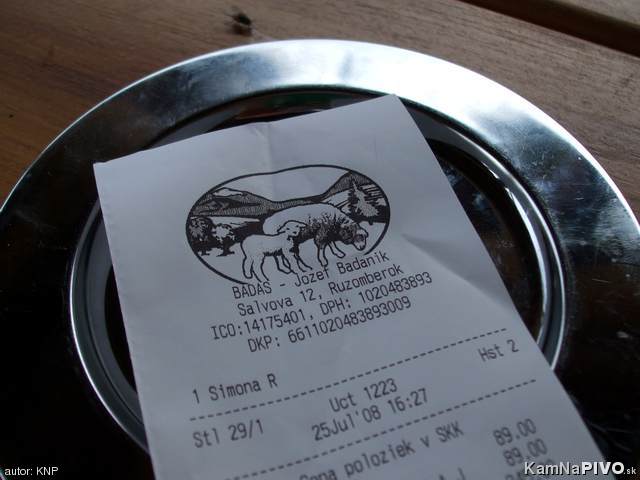 BADAS - Jozef Badanik
Salvova 12, Ruzomberok
ICO:14175401, DPH: 1020483893
DKP: 6611020483893009
1 Simona R Hst 2
Stl 29/1 Uct 1223
25Jul'08 16:27
Cena poloziek v SKK
89.00
89.00
autor: KNP
KamNaPIVO.sk